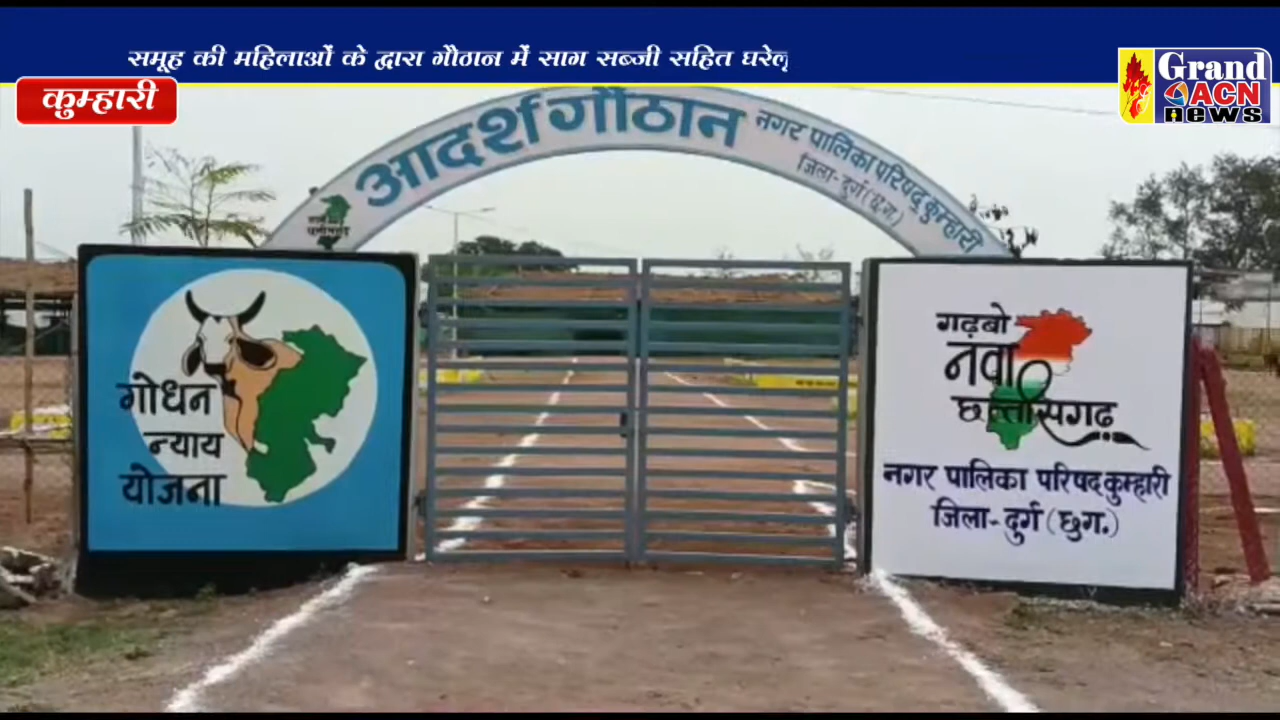 समूह की महिलाओं के द्वारा गौठान में साग सब्जी सहित घरेलू
Grand
ACN
news
कुम्हारी
आदर्श गौठान
नगर पालिका परिषद कुम्हारी
जिला-दुर्ग (छ.ग.)
गोधन
न्याय
योजना
गढ़बो
नवा
छत्तीसगढ़
नगर पालिका परिषद कुम्हारी
जिला-दुर्ग (छ.ग.)